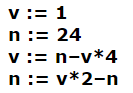 v := 1
n := 24
v := n-v*4
n := v*2-n